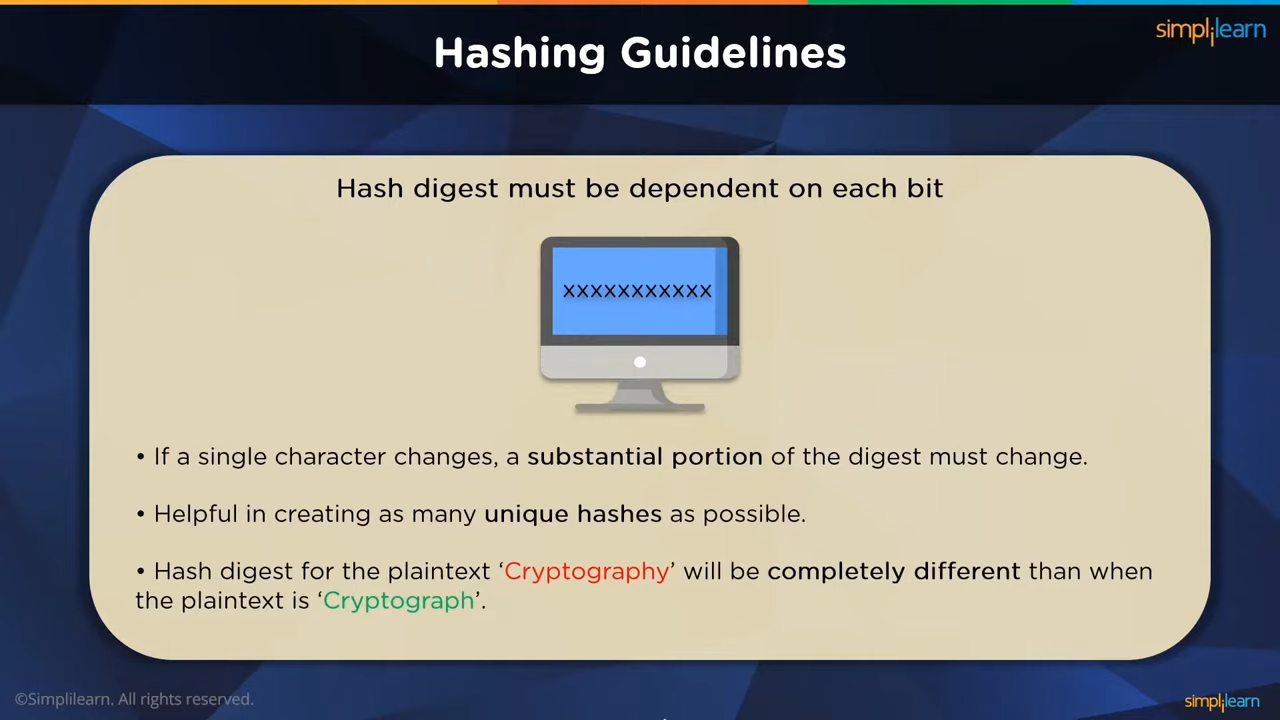 simplilearn
Hashing Guidelines
Hash digest must be dependent on each bit
XXXXXXXXXXX
• If a single character changes, a substantial portion of the digest must change.
• Helpful in creating as many unique hashes as possible.
• Hash digest for the plaintext ‘Cryptography’ will be completely different than when
the plaintext is ‘Cryptograph’.
©Simplilearn. All rights reserved.
simplilearn